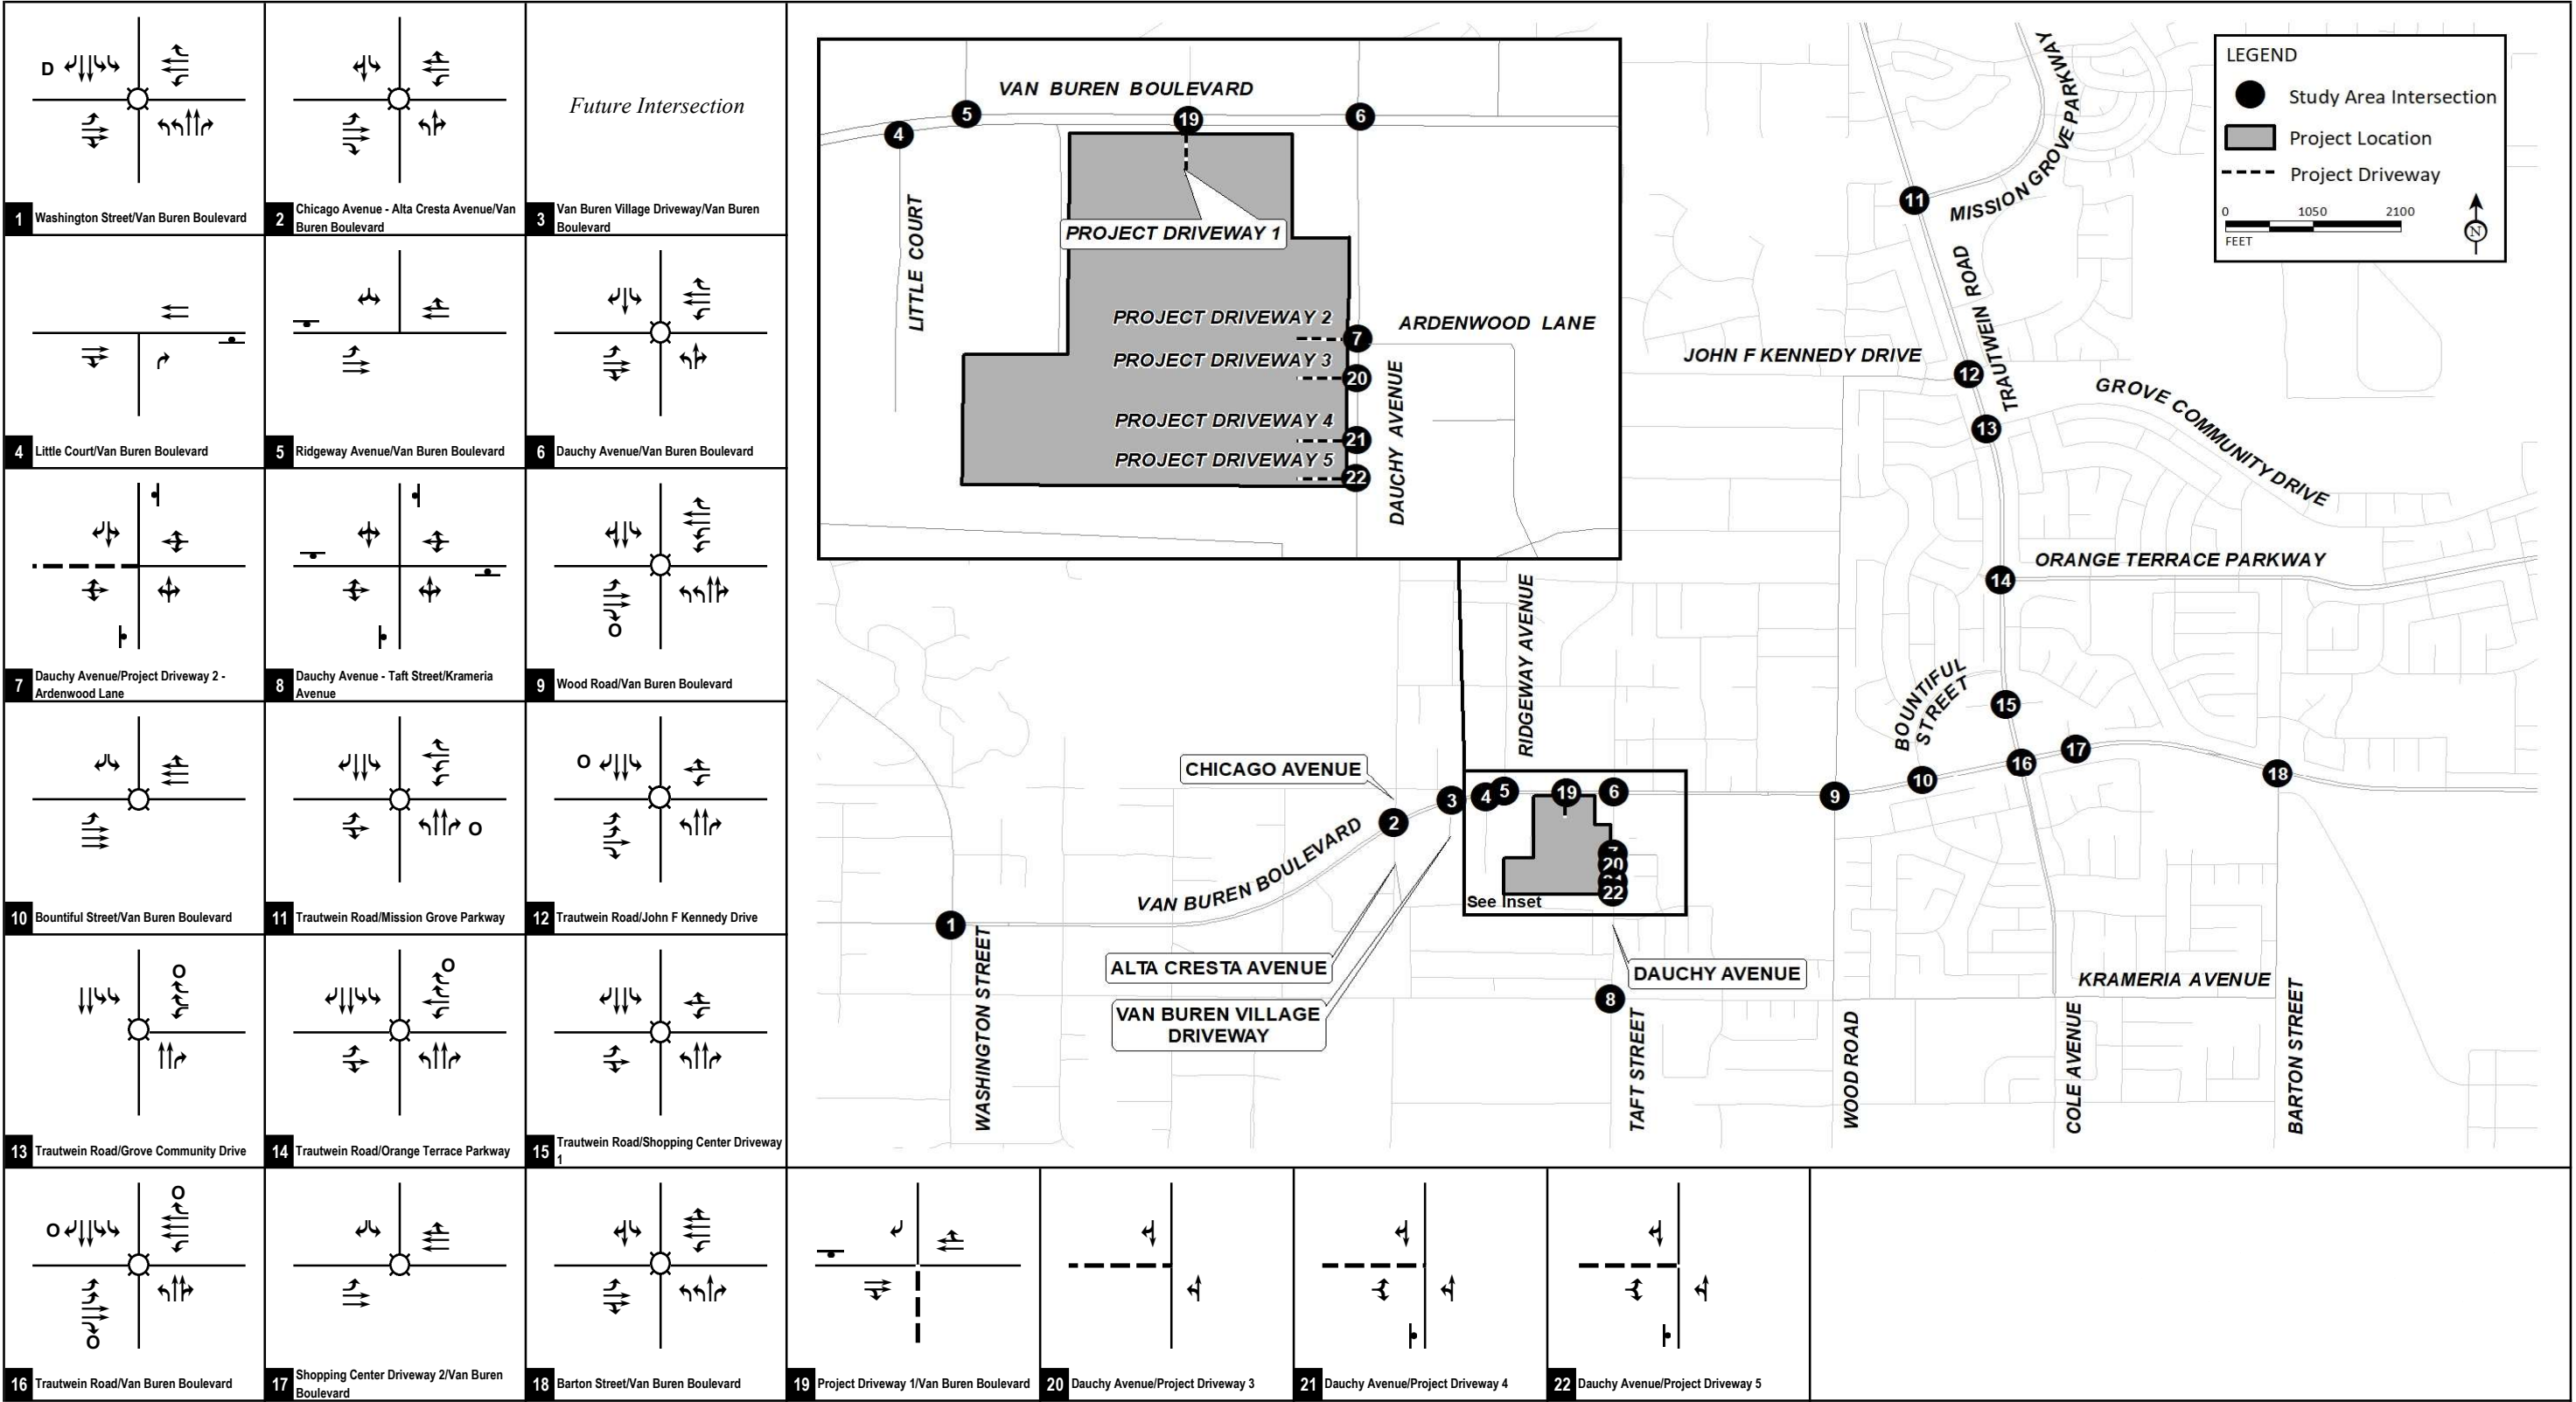 D
1 Washington Street/Van Buren Boulevard
2 Chicago Avenue - Alta Cresta Avenue/Van
Buren Boulevard
Future Intersection
3 Van Buren Village Driveway/Van Buren
Boulevard
4 Little Court/Van Buren Boulevard
5 Ridgeway Avenue/Van Buren Boulevard
6 Dauchy Avenue/Van Buren Boulevard
7 Dauchy Avenue/Project Driveway 2 -
Ardenwood Lane
8 Dauchy Avenue - Taft Street/Krameria
Avenue
O
9 Wood Road/Van Buren Boulevard
10 Bountiful Street/Van Buren Boulevard
O
11 Trautwein Road/Mission Grove Parkway
O
12 Trautwein Road/John F Kennedy Drive
O
13 Trautwein Road/Grove Community Drive
O
14 Trautwein Road/Orange Terrace Parkway
15 Trautwein Road/Shopping Center Driveway
1
O
O
O
16 Trautwein Road/Van Buren Boulevard
17 Shopping Center Driveway 2/Van Buren
Boulevard
18 Barton Street/Van Buren Boulevard
19 Project Driveway 1/Van Buren Boulevard
20 Dauchy Avenue/Project Driveway 3
21 Dauchy Avenue/Project Driveway 4
22 Dauchy Avenue/Project Driveway 5
VAN BUREN BOULEVARD
4
5
19
6
LITTLE COURT
PROJECT DRIVEWAY 1
PROJECT DRIVEWAY 2
7
ARDENWOOD LANE
PROJECT DRIVEWAY 3
20
PROJECT DRIVEWAY 4
21
PROJECT DRIVEWAY 5
22
DAUCHY AVENUE
LEGEND
Study Area Intersection
Project Location
Project Driveway
0 1050 2100
FEET
N
MISSION GROVE PARKWAY
11
TRAUTWEIN ROAD
JOHN F KENNEDY DRIVE
12
13
GROVE COMMUNITY DRIVE
14
ORANGE TERRACE PARKWAY
RIDGEWAY AVENUE
BOUNTIFUL
STREET
15
16
17
18
10
9
CHICAGO AVENUE
2
3
4
5
19
6
7
20
21
22
See Inset
VAN BUREN BOULEVARD
1
WASHINGTON STREET
ALTA CRESTA AVENUE
VAN BUREN VILLAGE
DRIVEWAY
DAUCHY AVENUE
8
TAFT STREET
WOOD ROAD
KRAMERIA AVENUE
COLE AVENUE
BARTON STREET